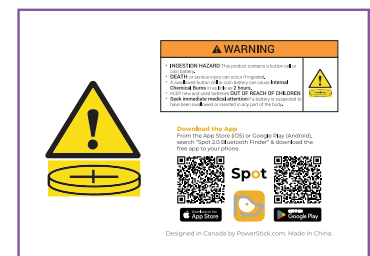 WARNING
• INGESTION HAZARD: This product contains a button cell or
coin battery.
• DEATH or serious injury can occur if ingested.
• A swallowed button cell or coin battery can cause Internal
Chemical Burns in as little as 2 hours.
• KEEP new and used batteries OUT OF REACH OF CHILDREN
• Seek immediate medical attention if a battery is suspected to
have been swallowed or inserted in any part of the body.
Download the App
From the App Store (iOS) or Google Play (Android),
search “Spot 2.0 Bluetooth Finder” & download the
free app to your phone.
Spot
Download on the
App Store
Google Play
Designed in Canada by PowerStick.com. Made in China.